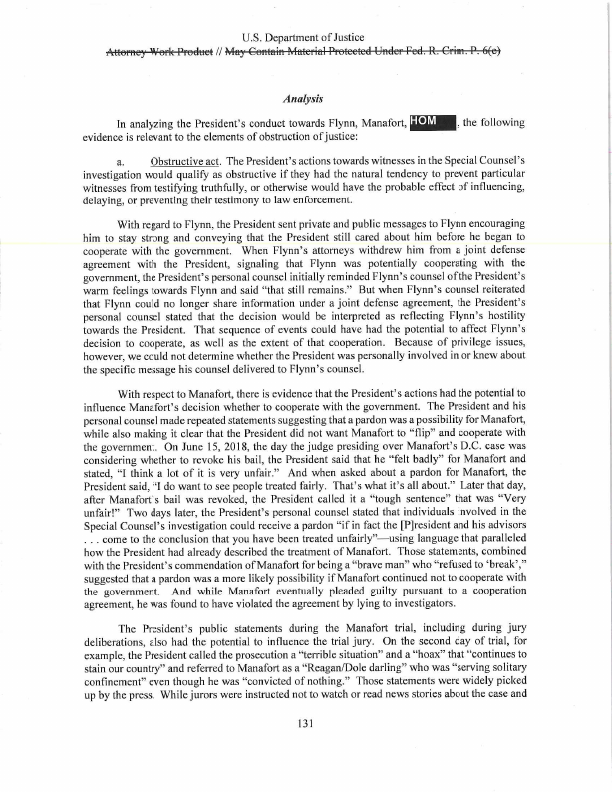 U.S. Department of Justice
Attorney Work Product // May Contain Material Protected Under Fed. R. Crim. P. 6(e)
Analysis
In analyzing the President's conduct towards Flynn, Manafort, HOM , the following
evidence is relevant to the elements of obstruction of justice:
a. Obstructive act. The President's actions towards witnesses in the Special Counsel's
investigation would qualify as obstructive if they had the natural tendency to prevent particular
witnesses from testifying truthfully, or otherwise would have the probable effect of influencing,
delaying, or preventing their testimony to law enforcement.
With regard to Flynn, the President sent private and public messages to Flynn encouraging
him to stay strong and conveying that the President still cared about him before he began to
cooperate with the government. When Flynn's attorneys withdrew him from a joint defense
agreement with the President, signaling that Flynn was potentially cooperating with the
government, the President's personal counsel initially reminded Flynn's counsel of the President's
warm feelings towards Flynn and said "that still remains." But when Flynn's counsel reiterated
that Flynn could no longer share information under a joint defense agreement, the President's
personal counsel stated that the decision would be interpreted as reflecting Flynn's hostility
towards the President. That sequence of events could have had the potential to affect Flynn's
decision to cooperate, as well as the extent of that cooperation. Because of privilege issues,
however, we could not determine whether the President was personally involved in or knew about
the specific message his counsel delivered to Flynn's counsel.
With respect to Manafort, there is evidence that the President's actions had the potential to
influence Manafort's decision whether to cooperate with the government. The President and his
personal counsel made repeated statements suggesting that a pardon was a possibility for Manafort,
while also making it clear that the President did not want Manafort to "flip" and cooperate with
the government. On June 15, 2018, the day the judge presiding over Manafort's D.C. case was
considering whether to revoke his bail, the President said that he "felt badly" for Manafort and
stated, "I think a lot of it is very unfair." And when asked about a pardon for Manafort, the
President said, "I do want to see people treated fairly. That's what it's all about." Later that day,
after Manafort's bail was revoked, the President called it a "tough sentence" that was "Very
unfair!" Two days later, the President's personal counsel stated that individuals involved in the
Special Counsel's investigation could receive a pardon "if in fact the [P]resident and his advisors
. . . come to the conclusion that you have been treated unfairly"—using language that paralleled
how the President had already described the treatment of Manafort. Those statements, combined
with the President's commendation of Manafort for being a "brave man" who "refused to 'break',"
suggested that a pardon was a more likely possibility if Manafort continued not to cooperate with
the government. And while Manafort eventually pleaded guilty pursuant to a cooperation
agreement, he was found to have violated the agreement by lying to investigators.
The President's public statements during the Manafort trial, including during jury
deliberations, also had the potential to influence the trial jury. On the second day of trial, for
example, the President called the prosecution a "terrible situation" and a "hoax" that "continues to
stain our country" and referred to Manafort as a "Reagan/Dole darling" who was "serving solitary
confinement" even though he was "convicted of nothing." Those statements were widely picked
up by the press. While jurors were instructed not to watch or read news stories about the case and
131